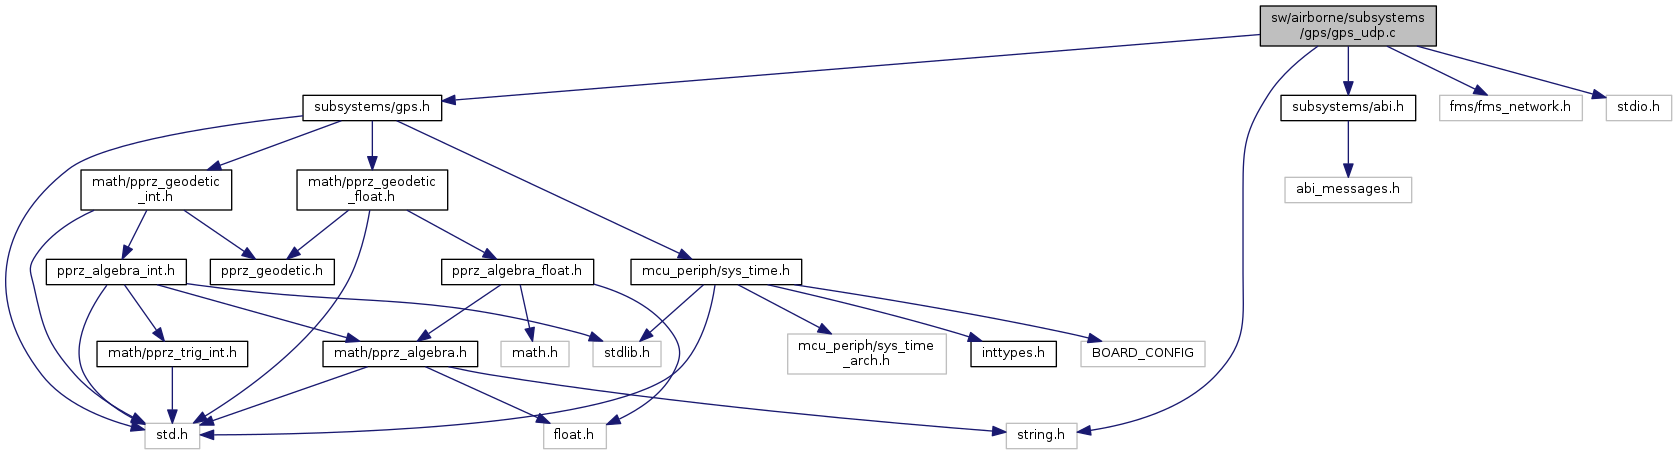 sw/airborne/subsystems
/gps/gps_udp.c
subsystems/gps.h
subsystems/abi.h
fms/fms_network.h
stdio.h
math/pprz_geodetic
_int.h
math/pprz_geodetic
_float.h
abi_messages.h
pprz_algebra_int.h
pprz_geodetic.h
pprz_algebra_float.h
mcu_periph/sys_time.h
math/pprz_trig_int.h
math/pprz_algebra.h
math.h
stdlib.h
mcu_periph/sys_time
_arch.h
inttypes.h
BOARD_CONFIG
std.h
float.h
string.h